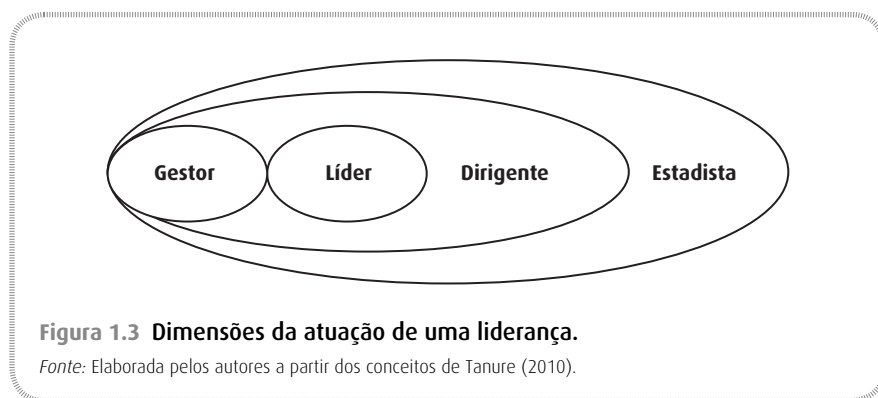 Gestor Líder Dirigente Estadista
Figura 1.3 Dimensões da atuação de uma liderança.
Fonte: Elaborada pelos autores a partir dos conceitos de Tanure (2010).